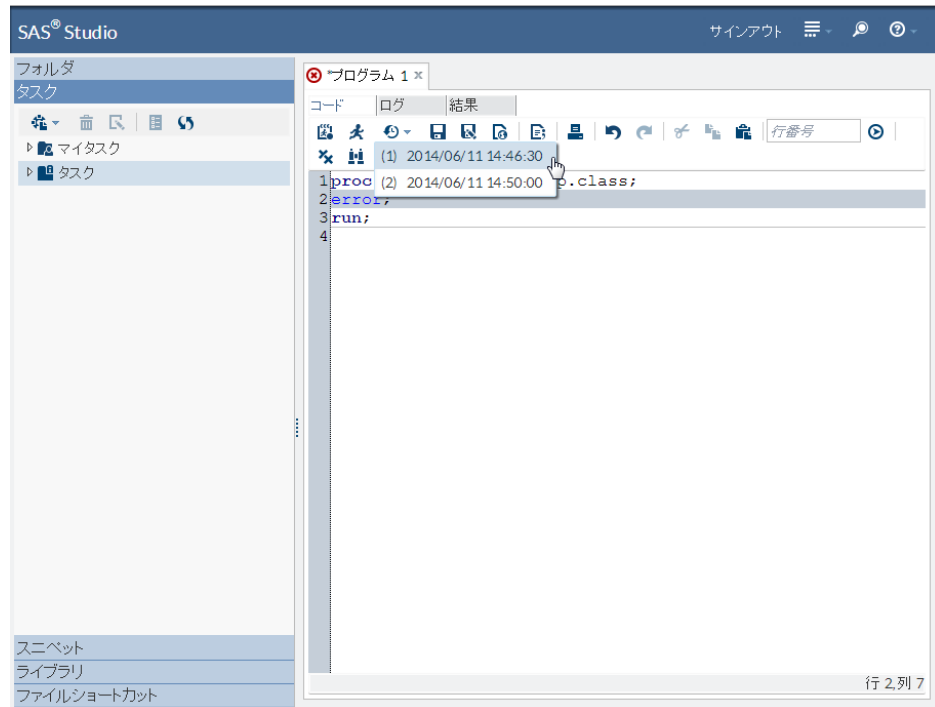 SAS® Studio
サインアウト
フォルダ
タスク
マイタスク
タスク
スニペット
ライブラリ
ファイルショートカット
*プログラム 1 x
コード ログ 結果
行番号
(1) 2014/06/11 14:46:30
(2) 2014/06/11 14:50:00
1 proc p.class;
2 error;
3 run;
4
行 2,列 7